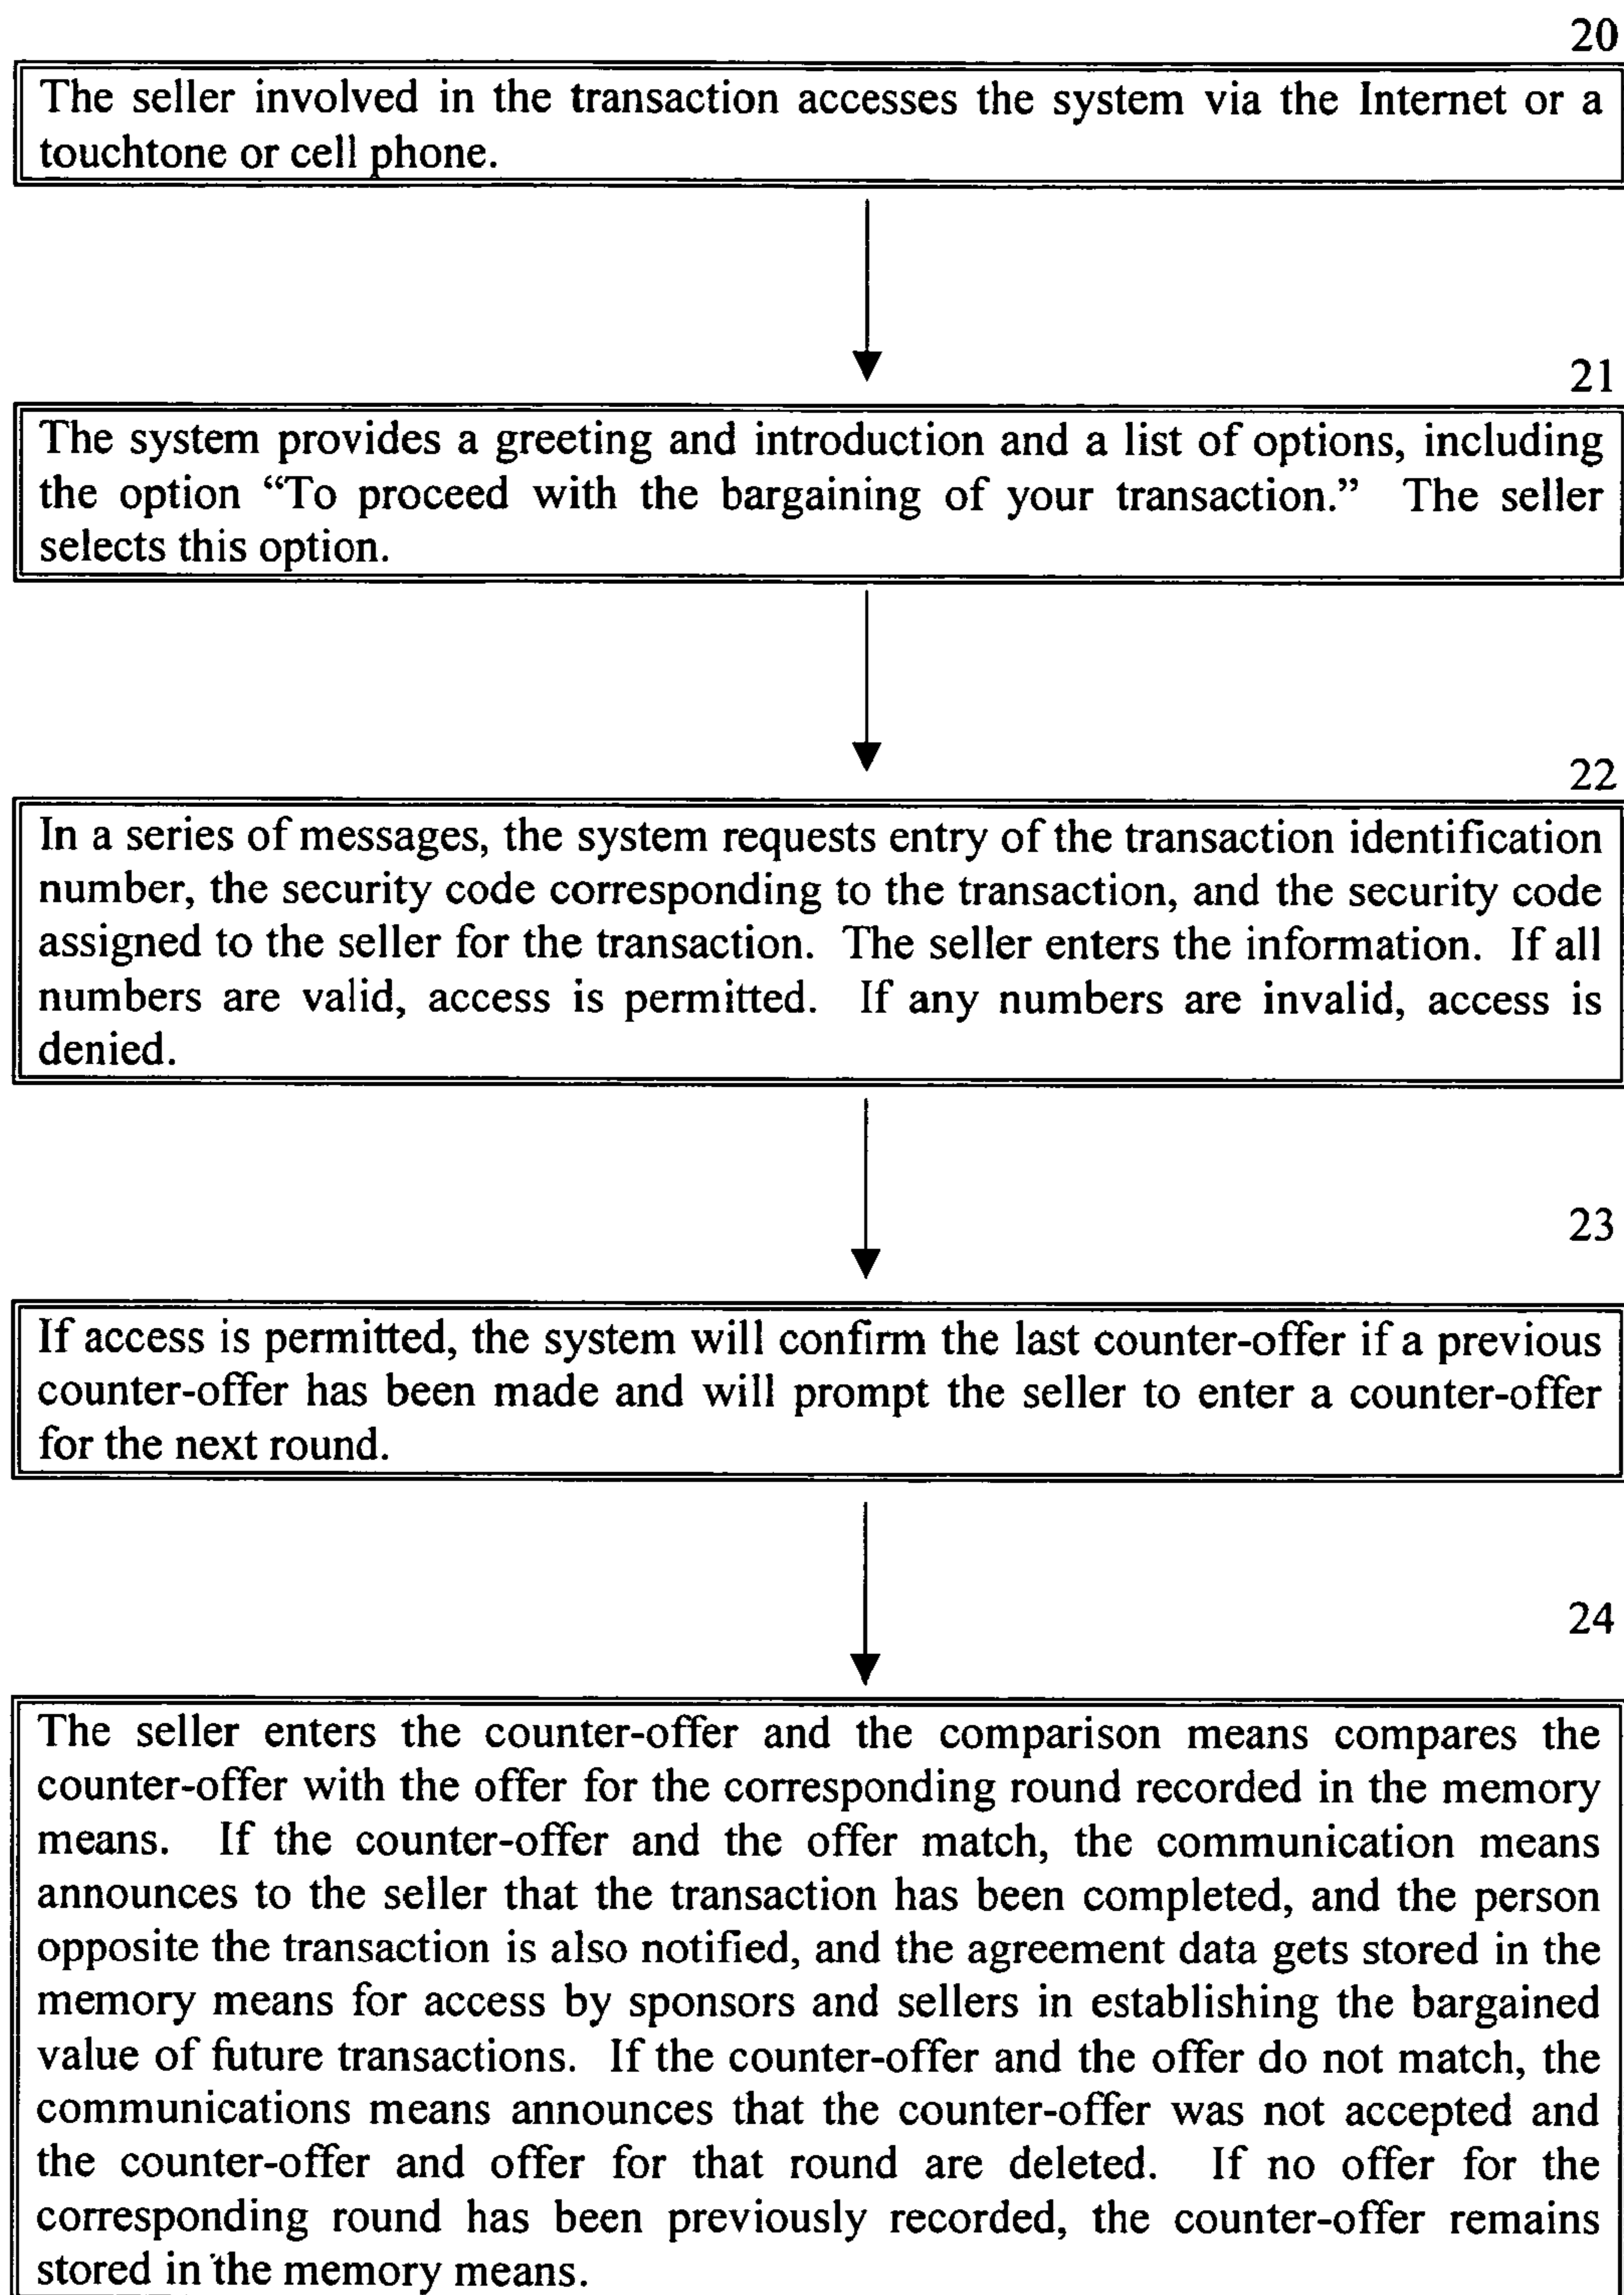 20
The seller involved in the transaction accesses the system via the Internet or a
touchtone or cell phone.
21
The system provides a greeting and introduction and a list of options, including
the option “To proceed with the bargaining of your transaction.” The seller
selects this option.
22
In a series of messages, the system requests entry of the transaction identification
number, the security code corresponding to the transaction, and the security code
assigned to the seller for the transaction. The seller enters the information. If all
numbers are valid, access is permitted. If any numbers are invalid, access is
denied.
23
If access is permitted, the system will confirm the last counter-offer if a previous
counter-offer has been made and will prompt the seller to enter a counter-offer
for the next round.
24
The seller enters the counter-offer and the comparison means compares the
counter-offer with the offer for the corresponding round recorded in the memory
means. If the counter-offer and the offer match, the communication means
announces to the seller that the transaction has been completed, and the person
opposite the transaction is also notified, and the agreement data gets stored in the
memory means for access by sponsors and sellers in establishing the bargained
value of future transactions. If the counter-offer and the offer do not match, the
communications means announces that the counter-offer was not accepted and
the counter-offer and offer for that round are deleted. If no offer for the
corresponding round has been previously recorded, the counter-offer remains
stored in the memory means.